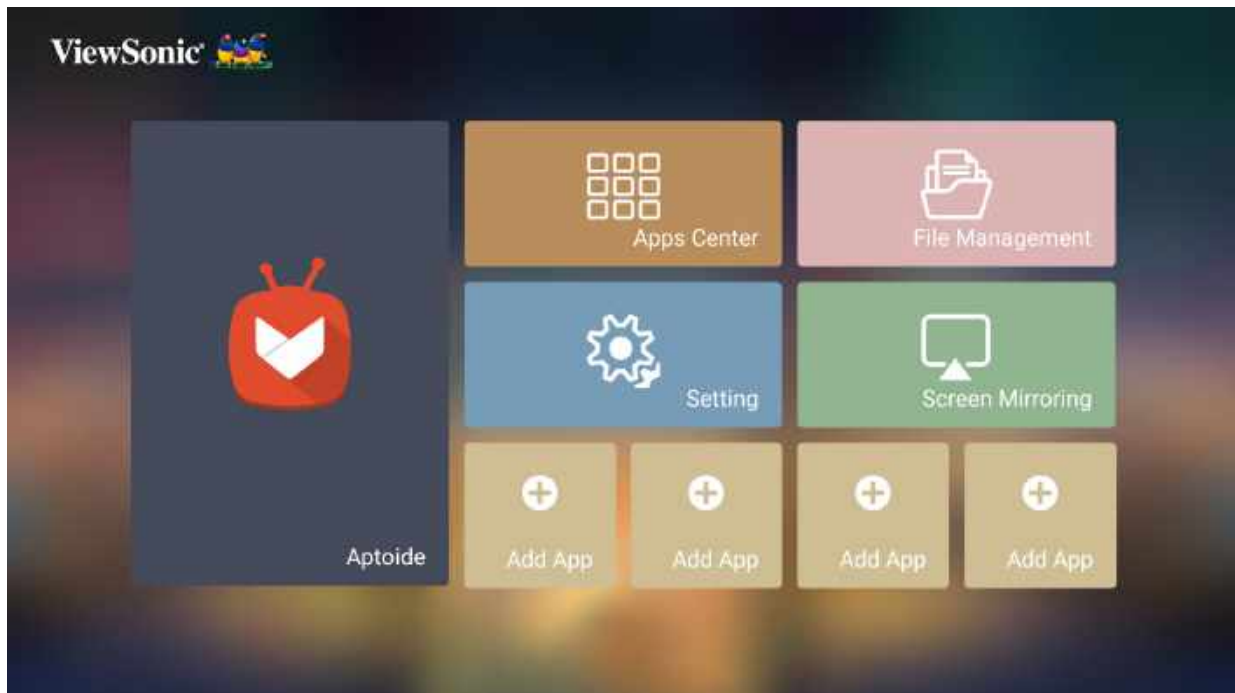 ViewSonic
Apps Center
File Management
Setting
Screen Mirroring
Aptoide
Add App
Add App
Add App
Add App